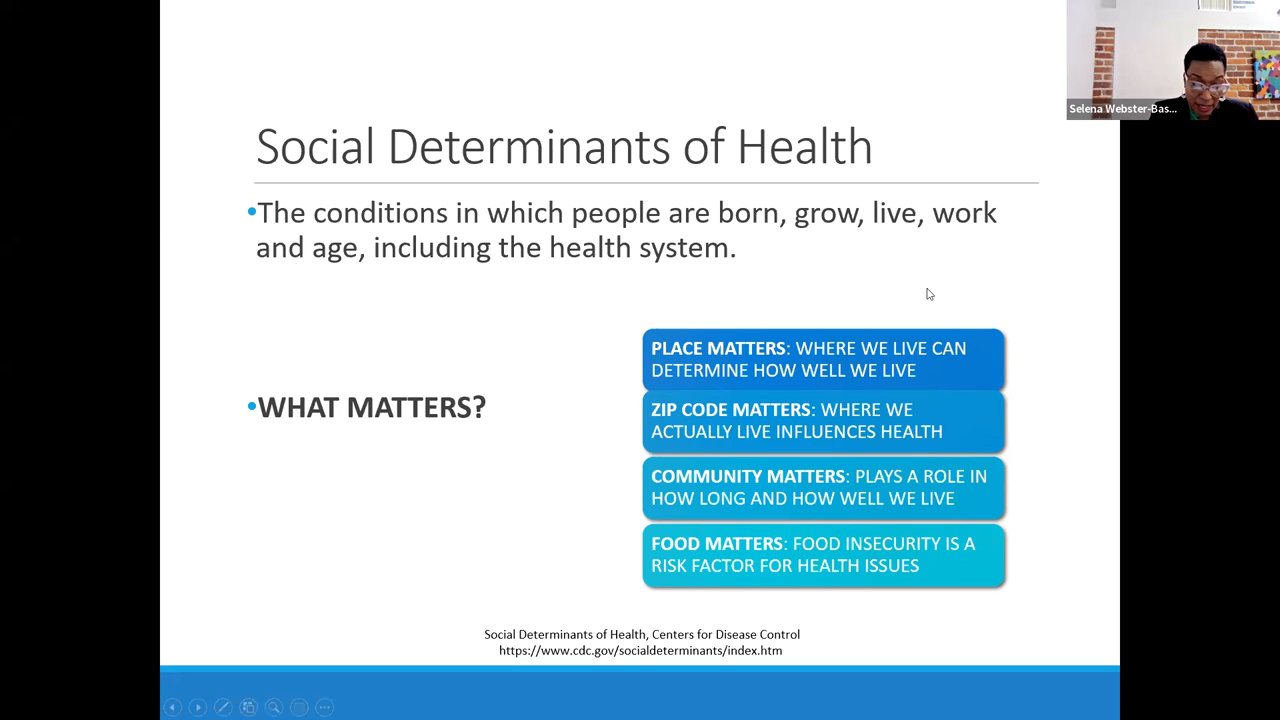 Selena Webster-Bas...
Social Determinants of Health
•The conditions in which people are born, grow, live, work
and age, including the health system.
•WHAT MATTERS?
PLACE MATTERS: WHERE WE LIVE CAN
DETERMINE HOW WELL WE LIVE
ZIP CODE MATTERS: WHERE WE
ACTUALLY LIVE INFLUENCES HEALTH
COMMUNITY MATTERS: PLAYS A ROLE IN
HOW LONG AND HOW WELL WE LIVE
FOOD MATTERS: FOOD INSECURITY IS A
RISK FACTOR FOR HEALTH ISSUES
Social Determinants of Health, Centers for Disease Control
https://www.cdc.gov/socialdeterminants/index.htm